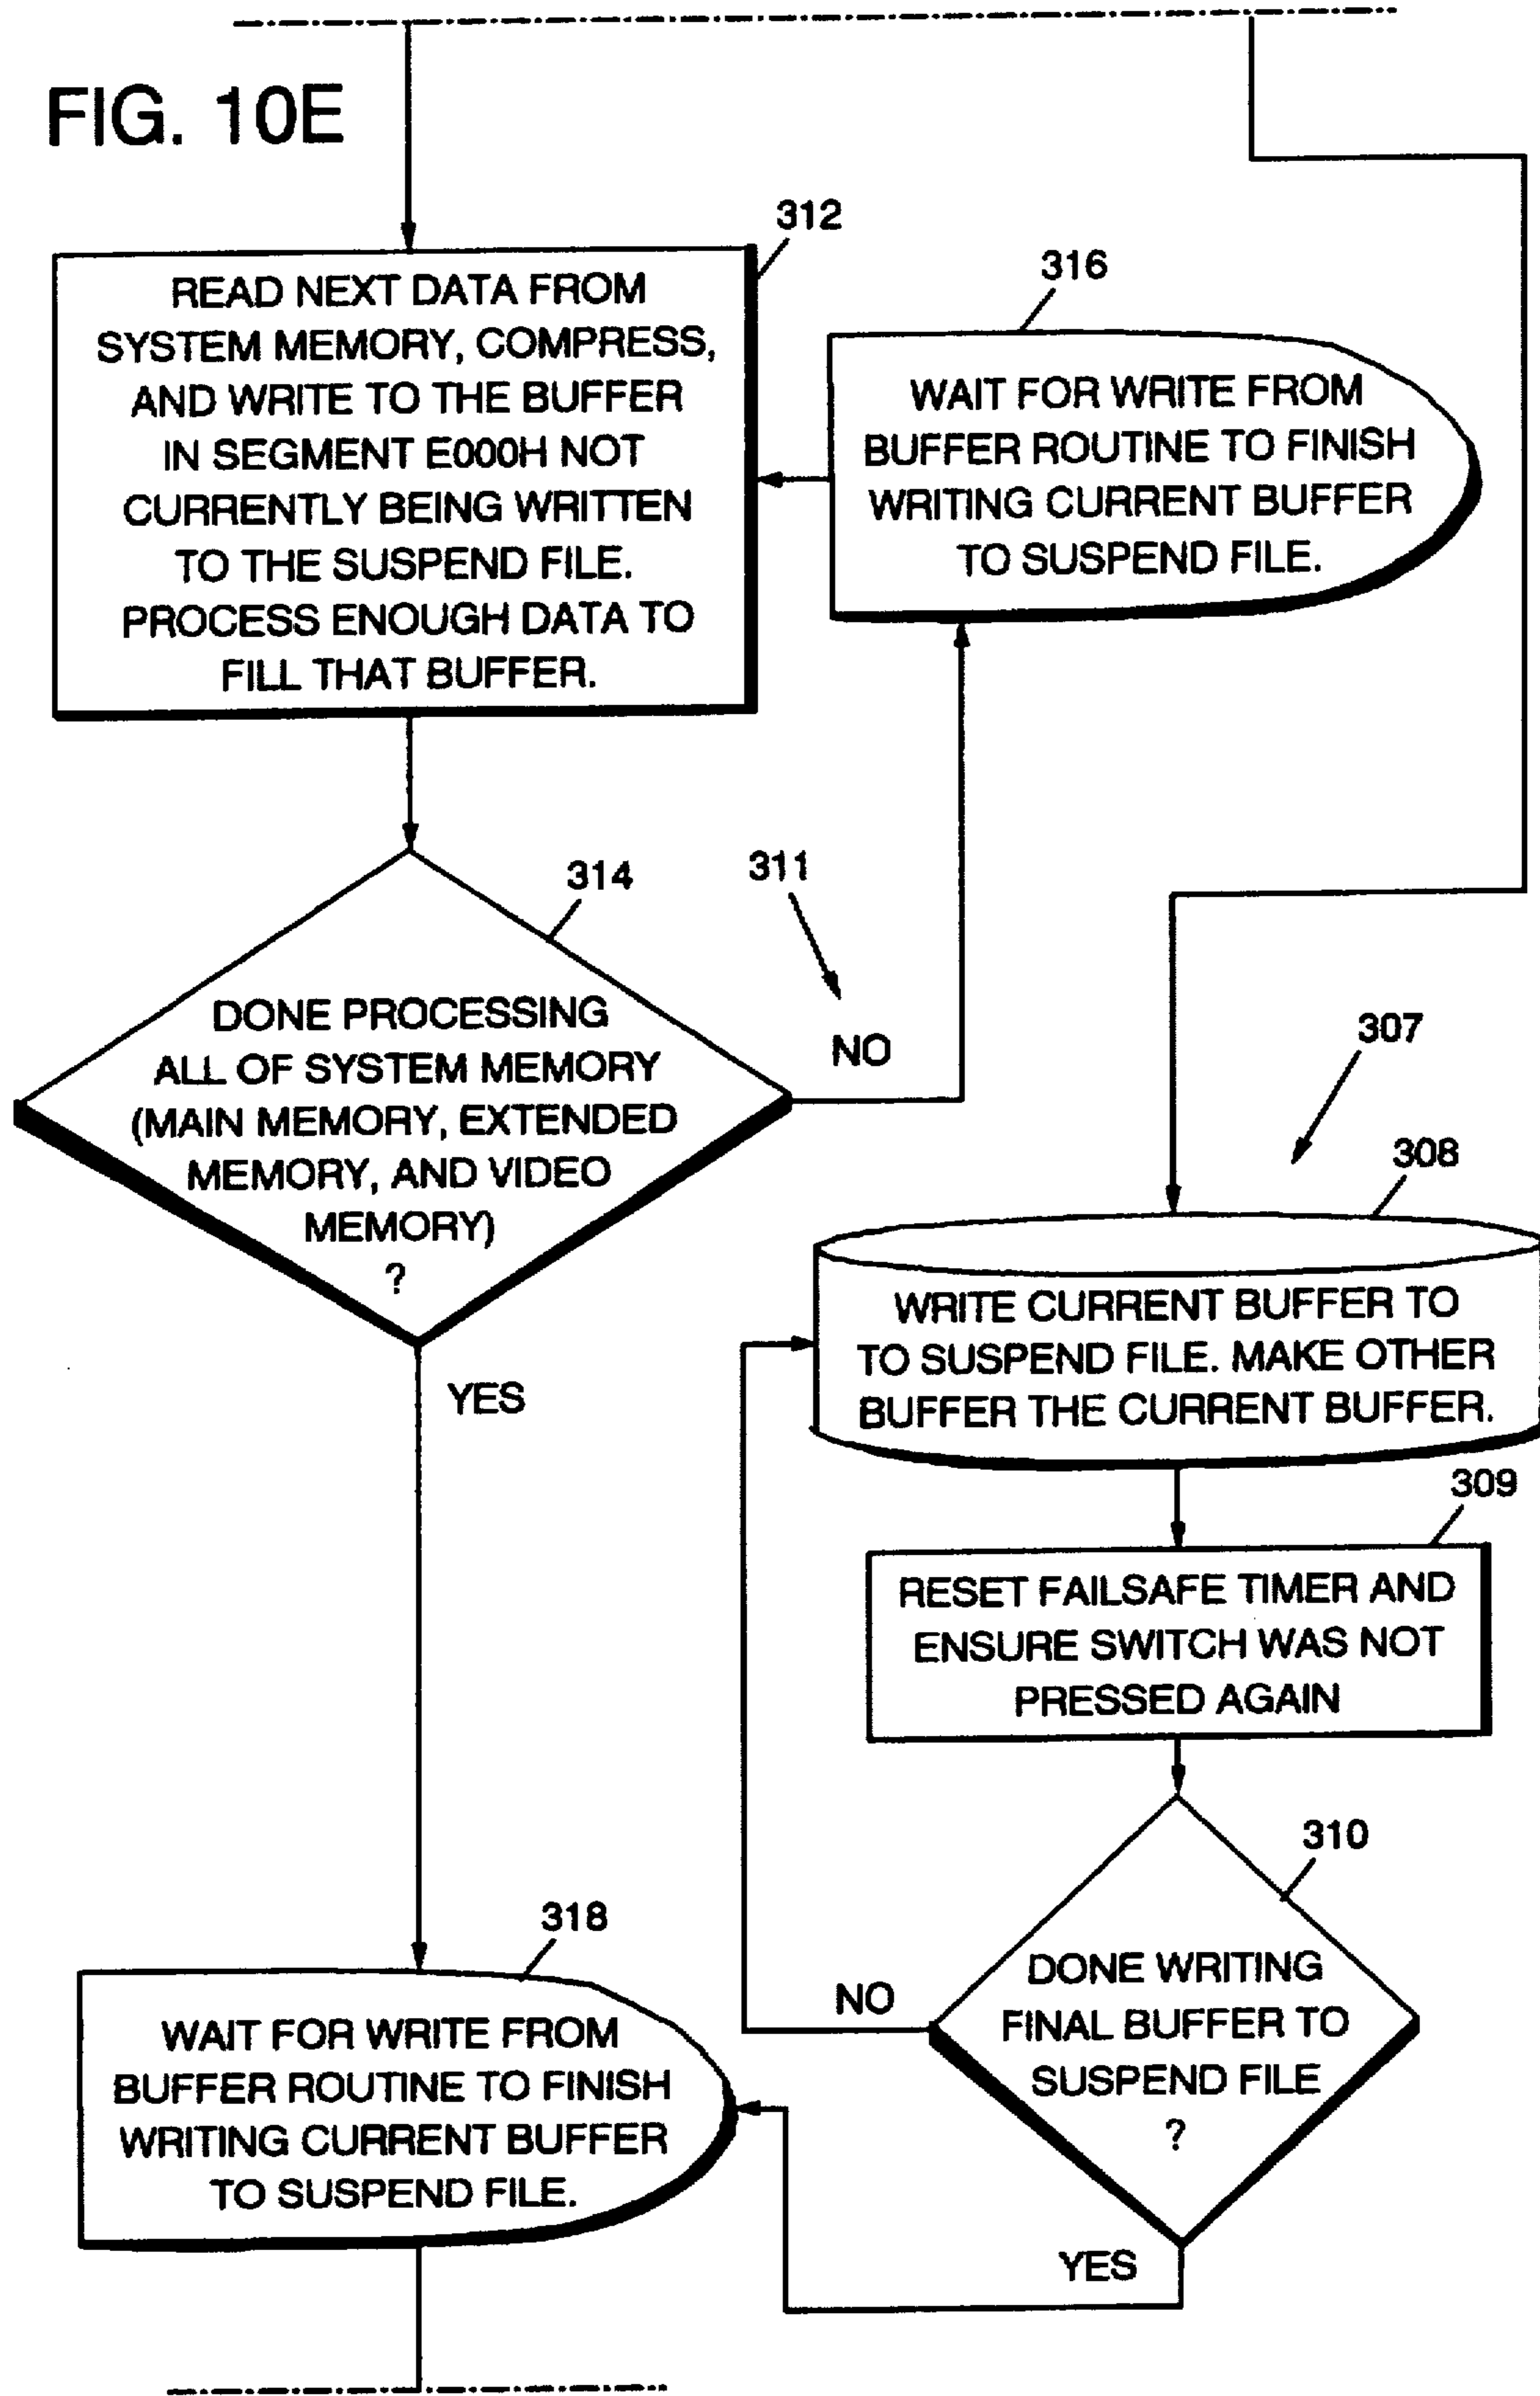 FIG. 10E
312
READ NEXT DATA FROM
SYSTEM MEMORY, COMPRESS,
AND WRITE TO THE BUFFER
IN SEGMENT E000H NOT
CURRENTLY BEING WRITTEN
TO THE SUSPEND FILE.
PROCESS ENOUGH DATA TO
FILL THAT BUFFER.
316
WAIT FOR WRITE FROM
BUFFER ROUTINE TO FINISH
WRITING CURRENT BUFFER
TO SUSPEND FILE.
314
DONE PROCESSING
ALL OF SYSTEM MEMORY
(MAIN MEMORY, EXTENDED
MEMORY, AND VIDEO
MEMORY)
?
311
NO
YES
307
308
WRITE CURRENT BUFFER TO
TO SUSPEND FILE. MAKE OTHER
BUFFER THE CURRENT BUFFER.
309
RESET FAILSAFE TIMER AND
ENSURE SWITCH WAS NOT
PRESSED AGAIN
310
DONE WRITING
FINAL BUFFER TO
SUSPEND FILE
?
NO
YES
318
WAIT FOR WRITE FROM
BUFFER ROUTINE TO FINISH
WRITING CURRENT BUFFER
TO SUSPEND FILE.